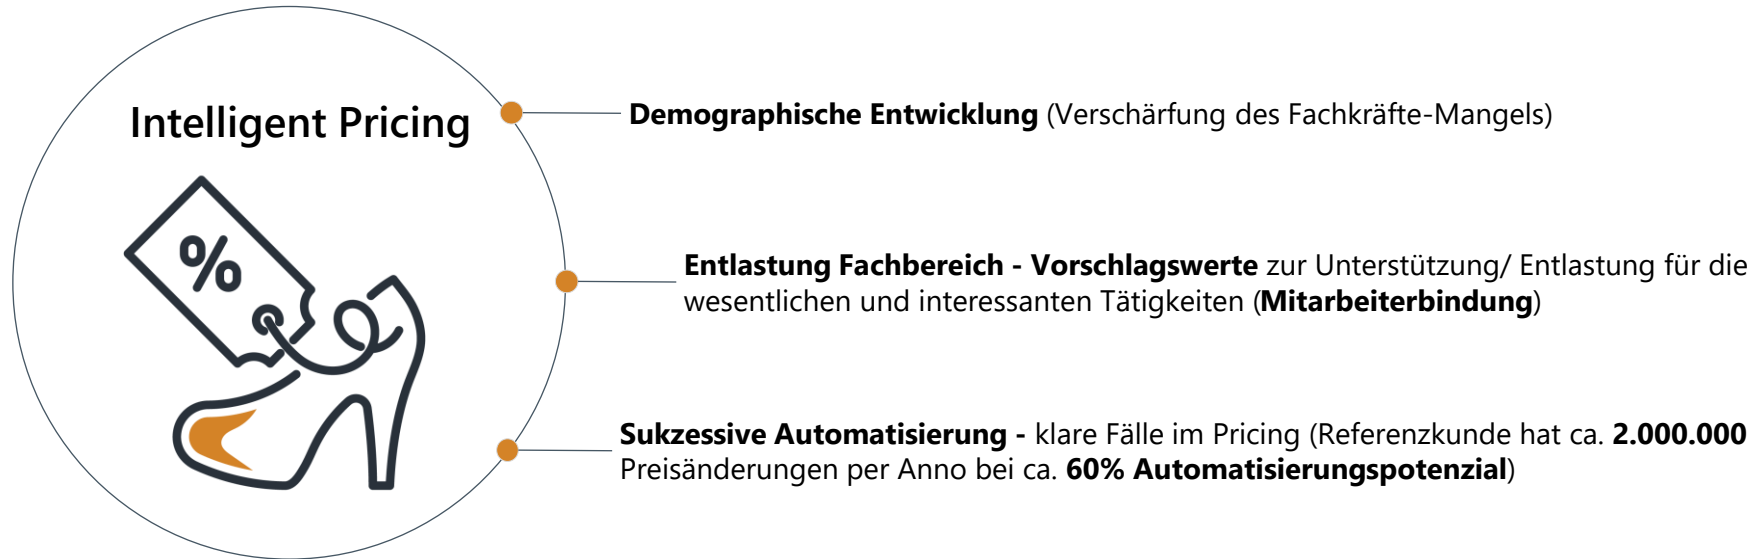 Intelligent Pricing
%
Demographische Entwicklung (Verschärfung des Fachkräfte-Mangels)
Entlastung Fachbereich - Vorschlagswerte zur Unterstützung/ Entlastung für die
wesentlichen und interessanten Tätigkeiten (Mitarbeiterbindung)
Sukzessive Automatisierung - klare Fälle im Pricing (Referenzkunde hat ca. 2.000.000
Preisänderungen per Anno bei ca. 60% Automatisierungspotenzial)